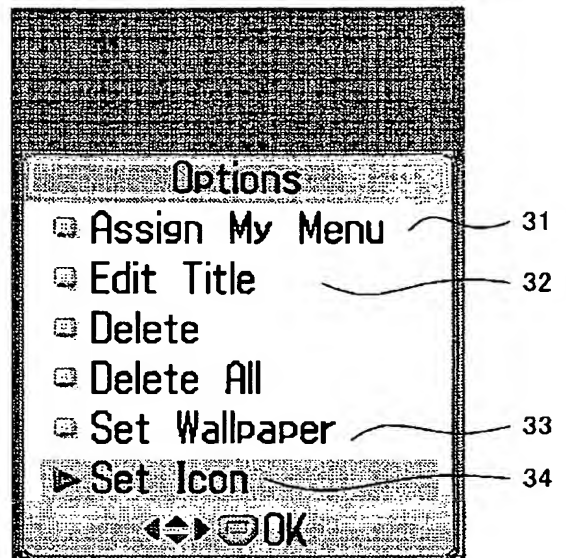 Options
Assign My Menu 31
Edit Title 32
Delete
Delete All
Set Wallpaper 33
Set Icon 34
OK